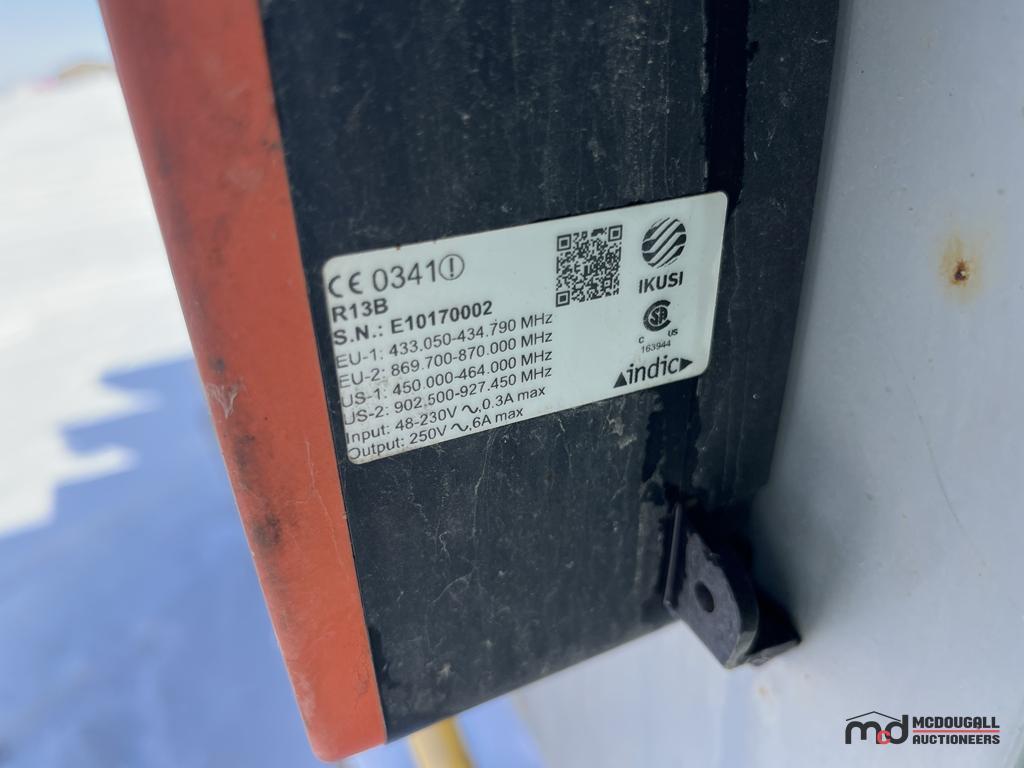 CE 0341
R13B
S.N.: E10170002
EU-1: 433.050-434.790 MHz
EU-2: 869.700-870.000 MHz
US-1: 450.000-464.000 MHz
US-2: 902.500-927.450 MHz
Input: 48-230V ~, 0.3A max
Output: 250V ~, 6A max
IKUSI
C US
163944
indic
mcd MCDOUGALL
AUCTIONEERS